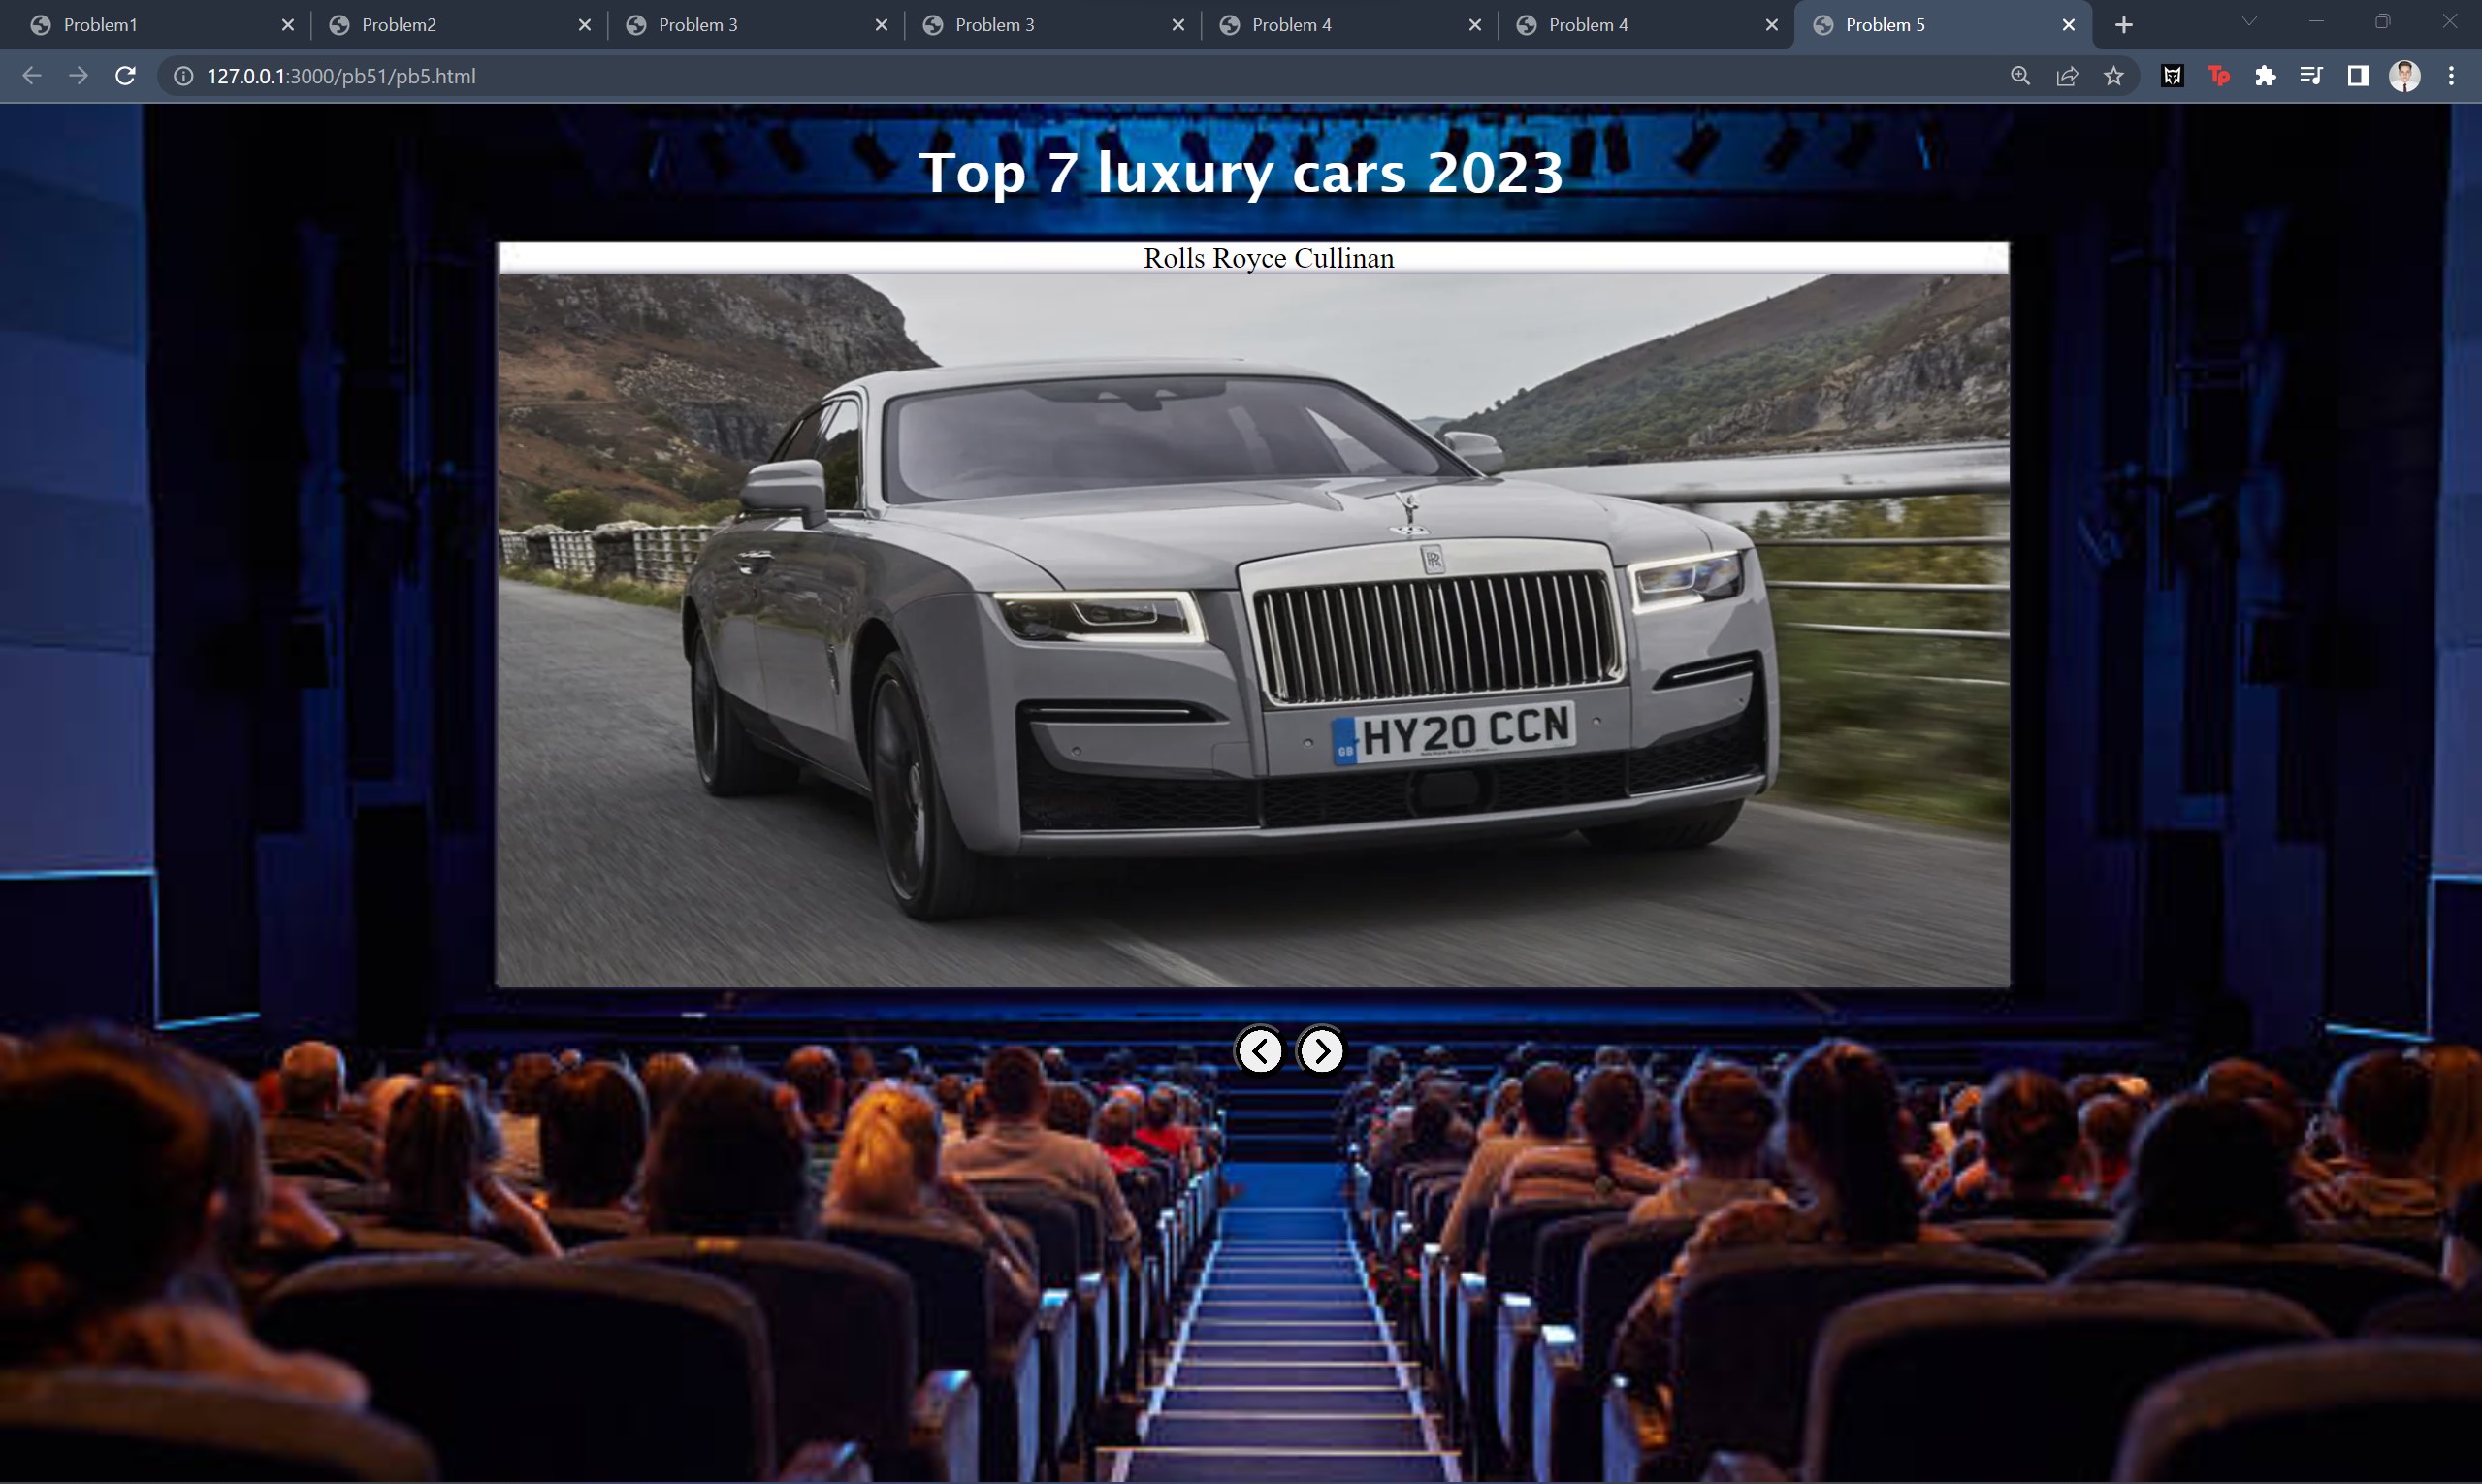 Problem1
Problem2
Problem 3
Problem 3
Problem 4
Problem 4
Problem 5
127.0.0.1:3000/pb51/pb5.html
Tp
Top 7 luxury cars 2023
Rolls Royce Cullinan
GB HY20 CCN